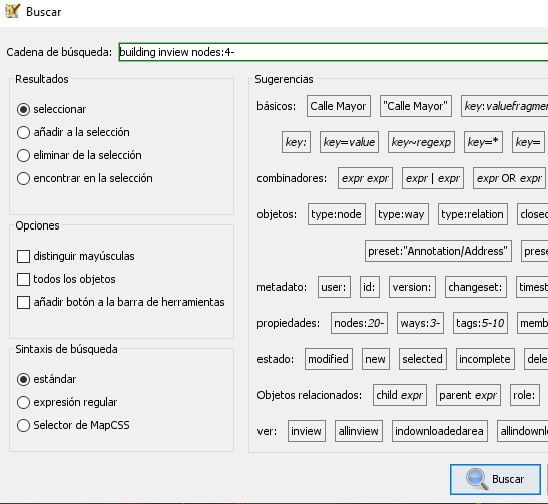 Buscar
Cadena de búsqueda: building inview nodes:4-
Resultados
seleccionar
añadir a la selección
eliminar de la selección
encontrar en la selección
Opciones
distinguir mayúsculas
todos los objetos
añadir botón a la barra de herramientas
Sintaxis de búsqueda
estándar
expresión regular
Selector de MapCSS
Sugerencias
básicos: Calle Mayor "Calle Mayor" key:valuefragme
key: key=value key~regexp key=* key=
combinadores: expr expr expr | expr expr OR expr
objetos: type:node type:way type:relation closed
preset:"Annotation/Address" prese
metadato: user: id: version: changeset: timest
propiedades: nodes:20- ways:3- tags:5-10 memb
estado: modified new selected incomplete dele
Objetos relacionados: child expr parent expr role:
ver: inview allinview indownloadedarea allindownl
Buscar